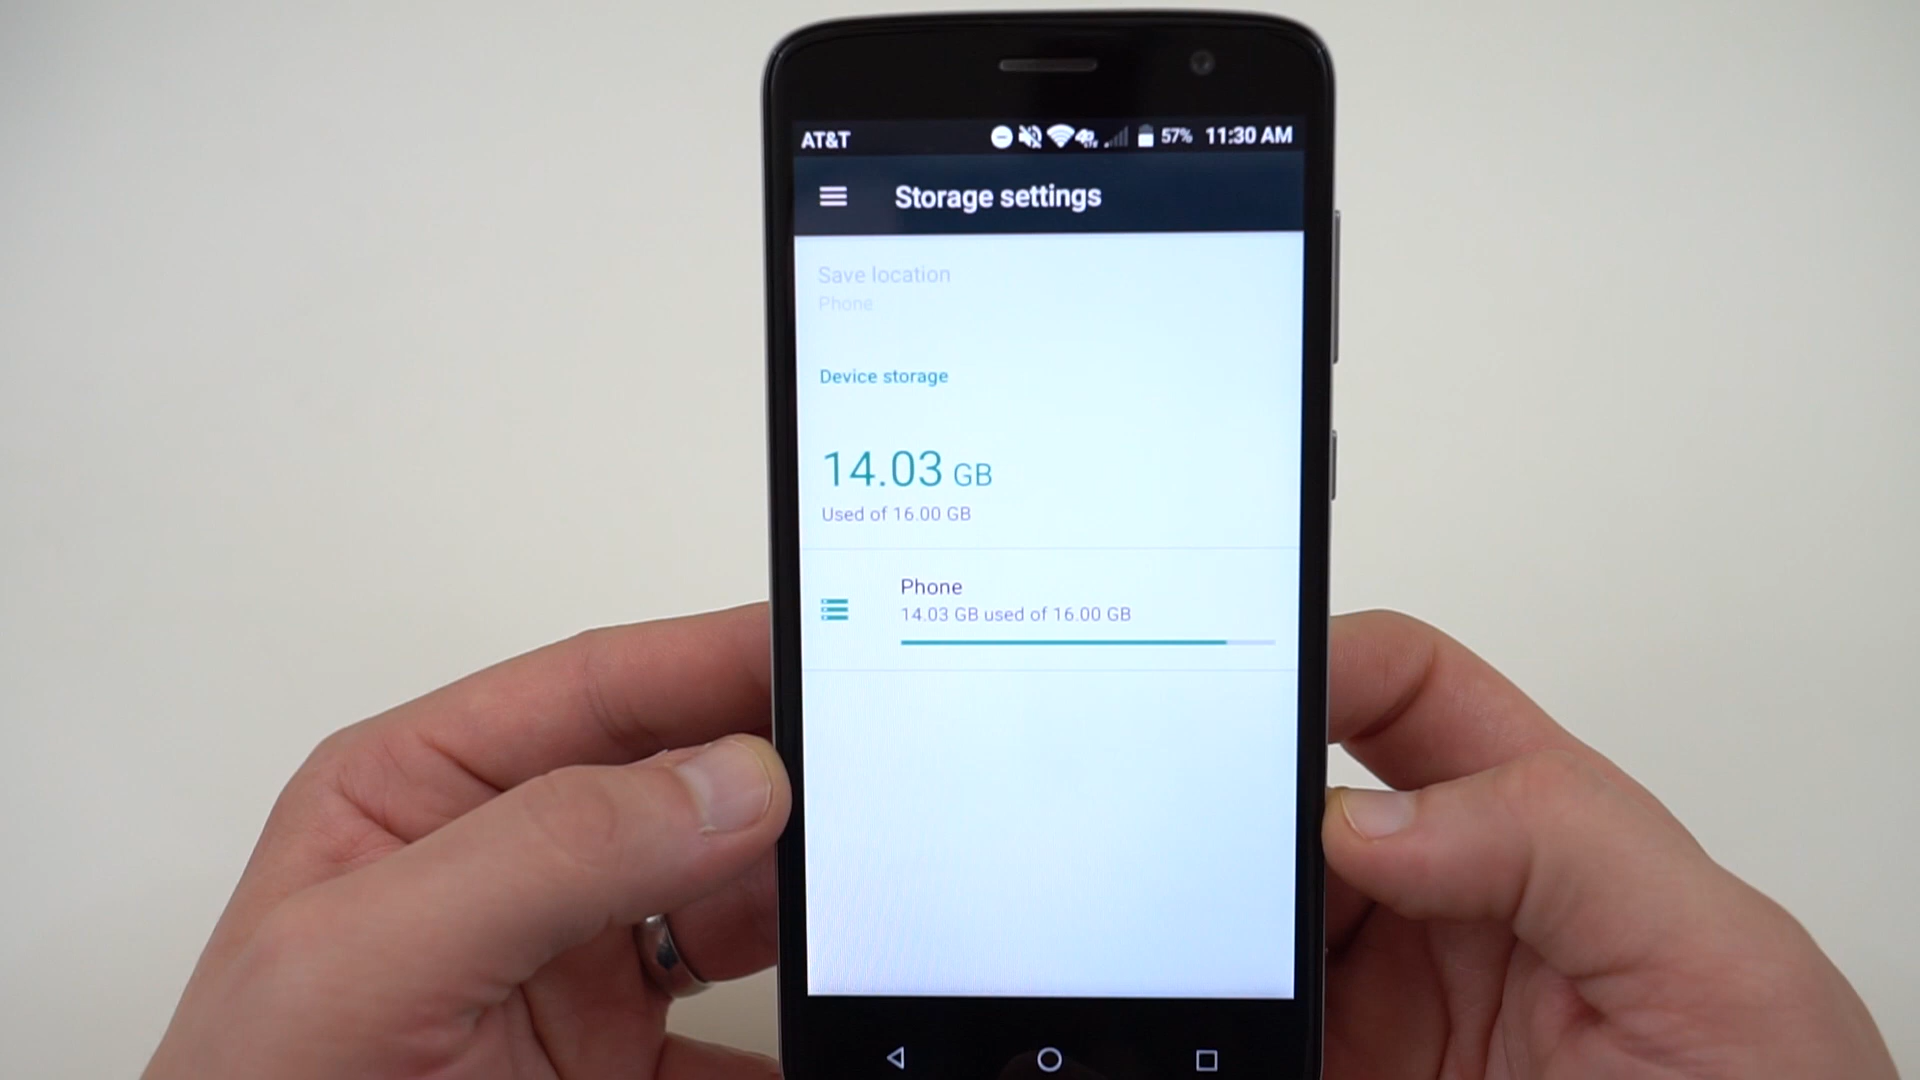 AT&T 57% 11:30 AM
Storage settings
Save location
Phone
Device storage
14.03 GB
Used of 16.00 GB
Phone
14.03 GB used of 16.00 GB